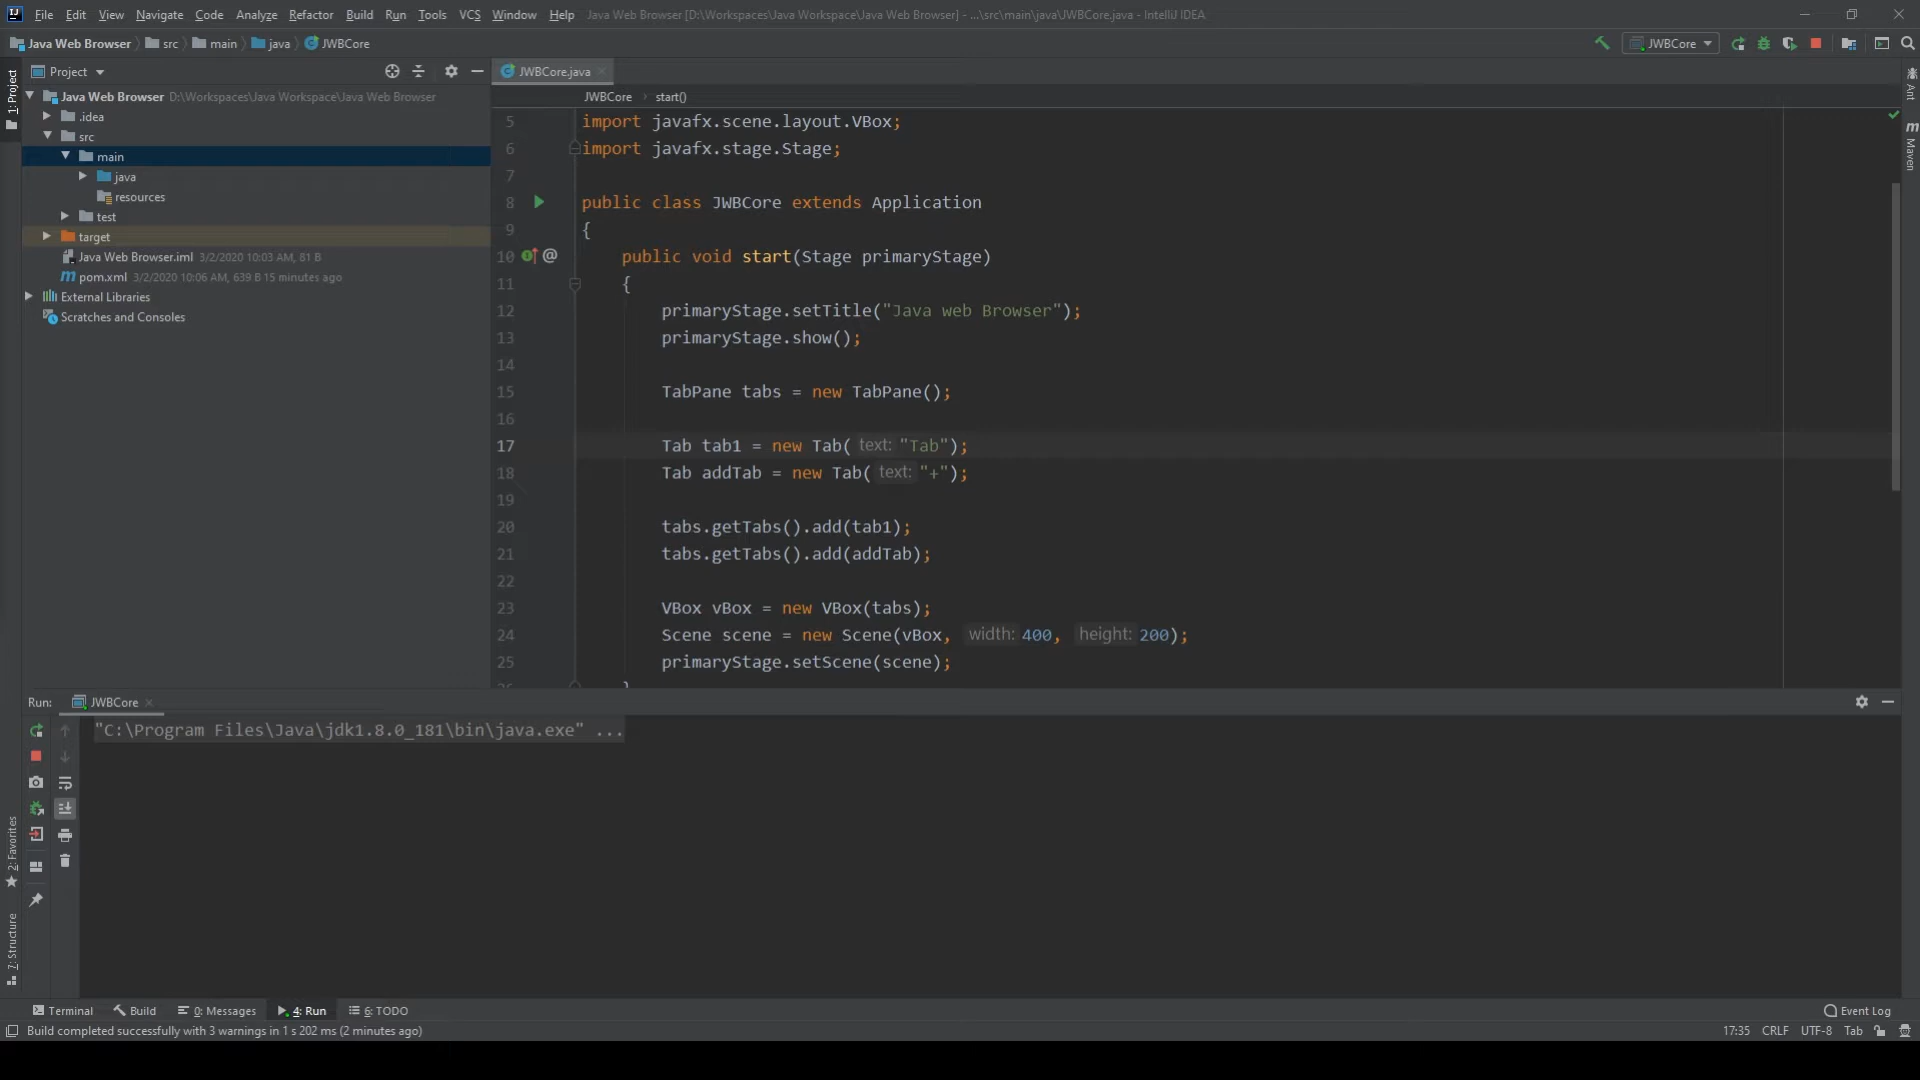 File Edit View Navigate Code Analyze Refactor Build Run Tools VCS Window Help Java Web Browser [D:\Workspaces\Java Workspace\Java Web Browser] - ...\src\main\java\JWBCore.java - IntelliJ IDEA
Java Web Browser src main java JWBCore
JWBCore
1: Project
Project
JWBCore.java
Java Web Browser D:\Workspaces\Java Workspace\Java Web Browser
.idea
src
main
java
resources
test
target
Java Web Browser.iml 3/2/2020 10:03 AM, 81 B
pom.xml 3/2/2020 10:06 AM, 639 B 15 minutes ago
External Libraries
Scratches and Consoles
JWBCore start()
5 import javafx.scene.layout.VBox;
6 import javafx.stage.Stage;
7
8 public class JWBCore extends Application
9 {
10 @ public void start(Stage primaryStage)
11 {
12 primaryStage.setTitle("Java web Browser");
13 primaryStage.show();
14
15 TabPane tabs = new TabPane();
16
17 Tab tab1 = new Tab( text: "Tab");
18 Tab addTab = new Tab( text: "+");
19
20 tabs.getTabs().add(tab1);
21 tabs.getTabs().add(addTab);
22
23 VBox vBox = new VBox(tabs);
24 Scene scene = new Scene(vBox, width: 400, height: 200);
25 primaryStage.setScene(scene);
26 }
Ant
m Maven
Run: JWBCore
"C:\Program Files\Java\jdk1.8.0_181\bin\java.exe" ...
2: Favorites
7: Structure
Terminal Build 0: Messages 4: Run 6: TODO
Event Log
Build completed successfully with 3 warnings in 1 s 202 ms (2 minutes ago)
17:35 CRLF UTF-8 Tab